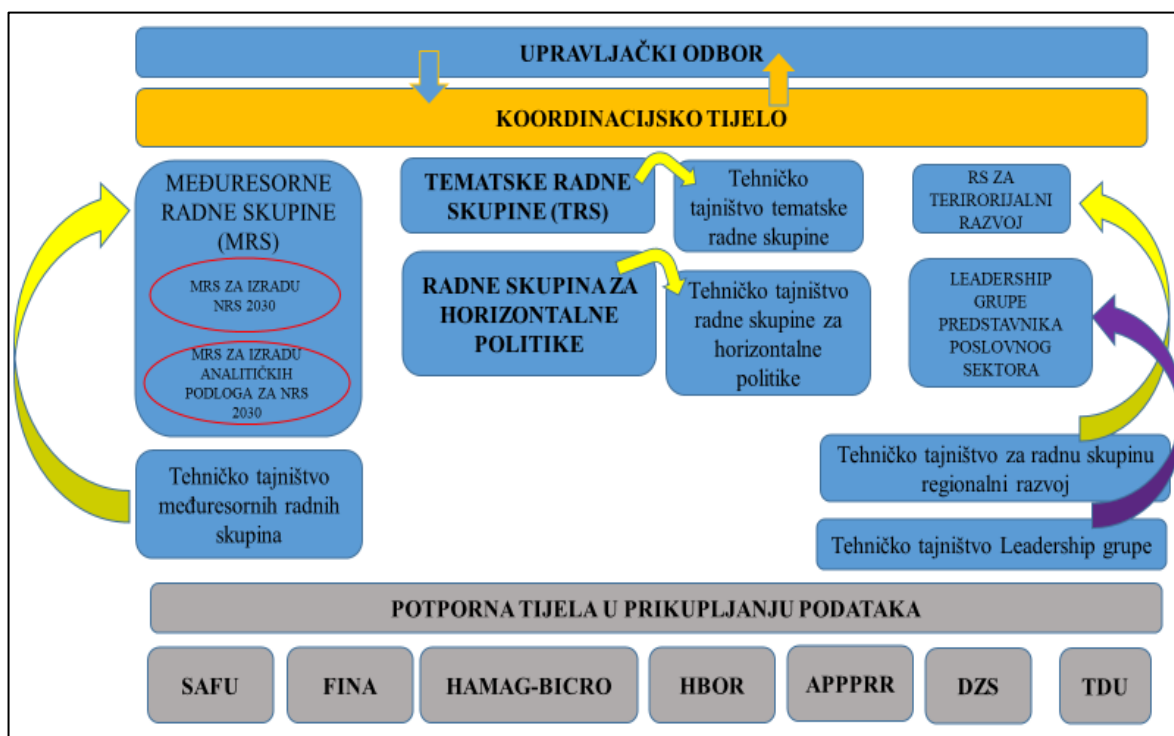 UPRAVLJAČKI ODBOR
KOORDINACIJSKO TIJELO
MEĐURESORNE
RADNE SKUPINE
(MRS)
MRS ZA IZRADU
NRS 2030
MRS ZA IZRADU
ANALITIČKIH
PODLOGA ZA NRS
2030
TEMATSKE RADNE
SKUPINE (TRS)
Tehničko
tajništvo tematske
radne skupine
RADNE SKUPINA ZA
HORIZONTALNE
POLITIKE
Tehničko tajništvo
radne skupine za
horizontalne
politike
RS ZA
TERIRORIJALNI
RAZVOJ
LEADERSHIP
GRUPE
PREDSTAVNIKA
POSLOVNOG
SEKTORA
Tehničko tajništvo
međuresornih radnih
skupina
Tehničko tajništvo za radnu skupinu
regionalni razvoj
Tehničko tajništvo Leadership grupe
POTPORNA TIJELA U PRIKUPLJANJU PODATAKA
SAFU
FINA
HAMAG-BICRO
HBOR
APPPRR
DZS
TDU